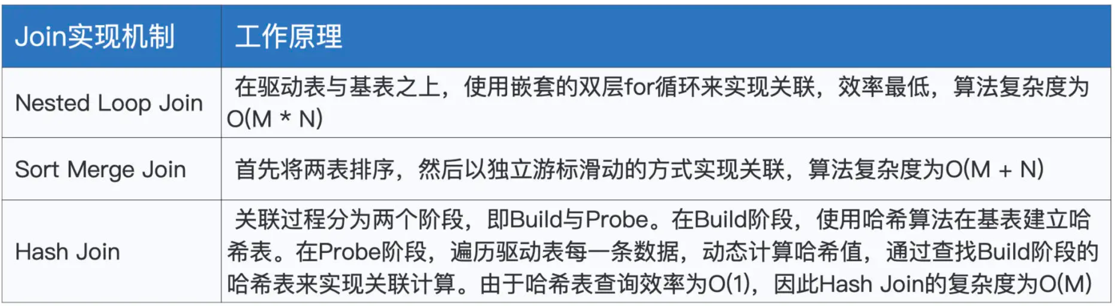 Join实现机制 工作原理
Nested Loop Join
在驱动表与基表之上，使用嵌套的双层for循环来实现关联，效率最低，算法复杂度为
O(M * N)
Sort Merge Join
首先将两表排序，然后以独立游标滑动的方式实现关联，算法复杂度为O(M + N)
Hash Join
关联过程分为两个阶段，即Build与Probe。在Build阶段，使用哈希算法在基表建立哈
希表。在Probe阶段，遍历驱动表每一条数据，动态计算哈希值，通过查找Build阶段的
哈希表来实现关联计算。由于哈希表查询效率为O(1)，因此Hash Join的复杂度为O(M)